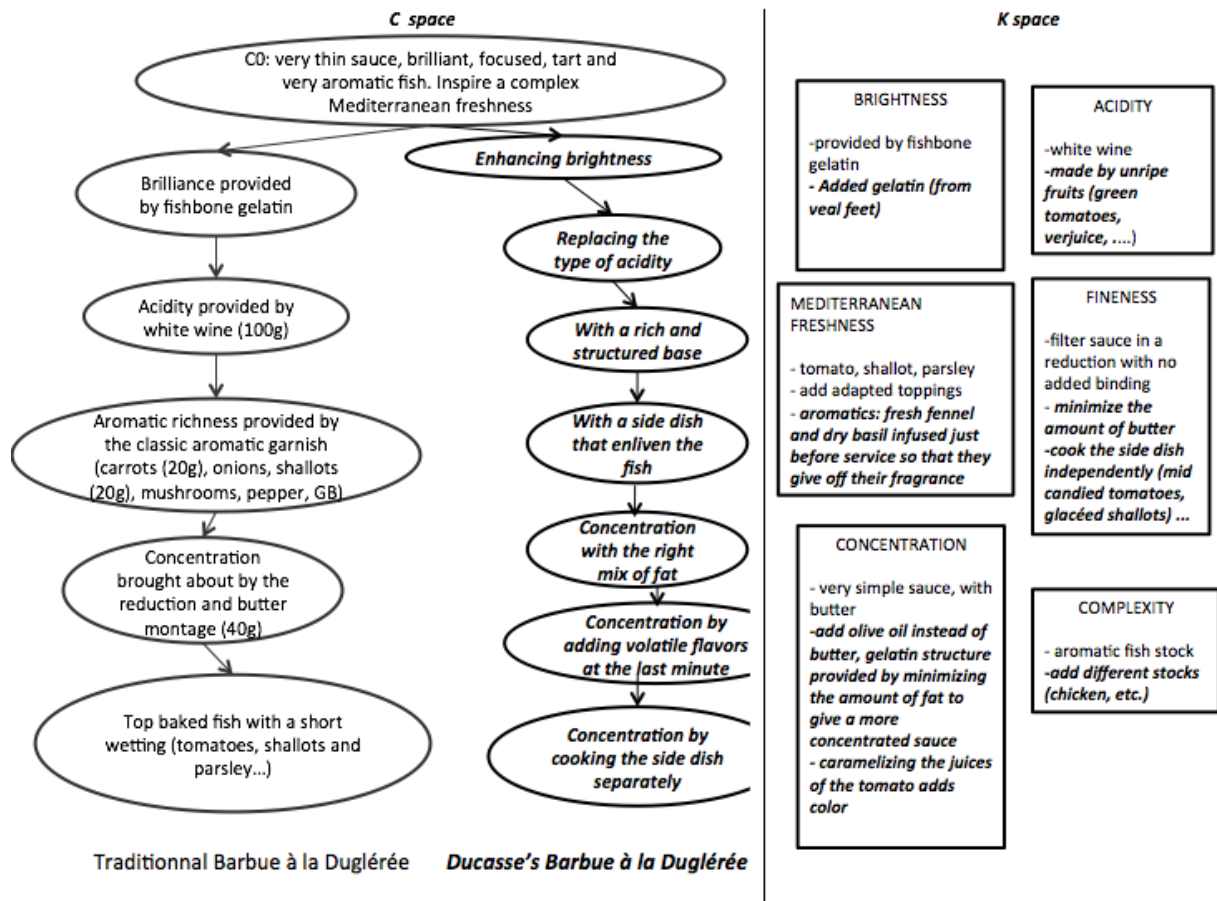 C space
C0: very thin sauce, brilliant, focused, tart and
very aromatic fish. Inspire a complex
Mediterranean freshness
Brilliance provided
by fishbone gelatin
Acidity provided by
white wine (100g)
Aromatic richness provided by
the classic aromatic garnish
(carrots (20g), onions, shallots
(20g), mushrooms, pepper, GB)
Concentration
brought about by the
reduction and butter
montage (40g)
Top baked fish with a short
wetting (tomatoes, shallots and
parsley...)
Traditionnal Barbue à la Duglérée
Enhancing brightness
Replacing the
type of acidity
With a rich and
structured base
With a side dish
that enliven the
fish
Concentration
with the right
mix of fat
Concentration by
adding volatile flavors
at the last minute
Concentration by
cooking the side dish
separately
Ducasse's Barbue à la Duglérée
K space
BRIGHTNESS
-provided by fishbone
gelatin
- Added gelatin (from
veal feet)
ACIDITY
-white wine
-made by unripe
fruits (green
tomatoes,
verjuice, ....)
MEDITERRANEAN
FRESHNESS
- tomato, shallot, parsley
- add adapted toppings
- aromatics: fresh fennel
and dry basil infused just
before service so that they
give off their fragrance
FINENESS
-filter sauce in a
reduction with no
added binding
- minimize the
amount of butter
-cook the side dish
independently (mid
candied tomatoes,
glacéed shallots) ...
CONCENTRATION
- very simple sauce, with
butter
-add olive oil instead of
butter, gelatin structure
provided by minimizing
the amount of fat to
give a more
concentrated sauce
- caramelizing the juices
of the tomato adds
color
COMPLEXITY
- aromatic fish stock
- add different stocks
(chicken, etc.)